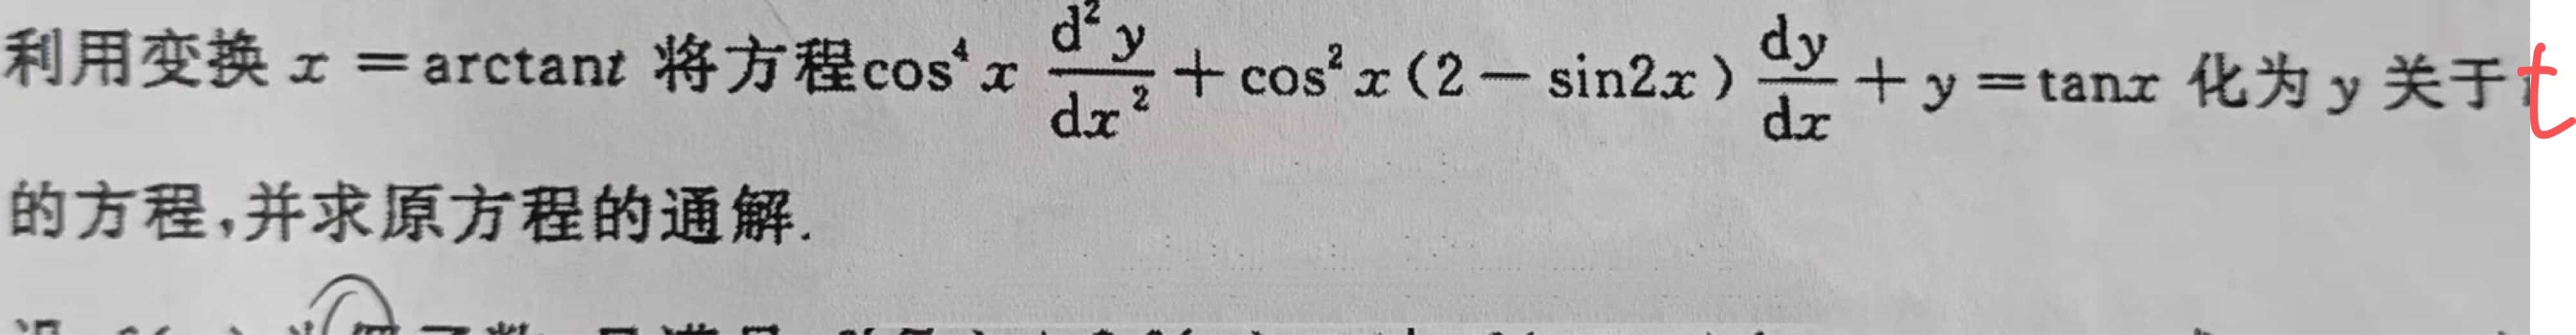 利用变换 x = arctant 将方程cos⁴x d²y/dx² + cos²x(2 − sin2x) dy/dx + y = tanx 化为 y 关于 t
的方程,并求原方程的通解.